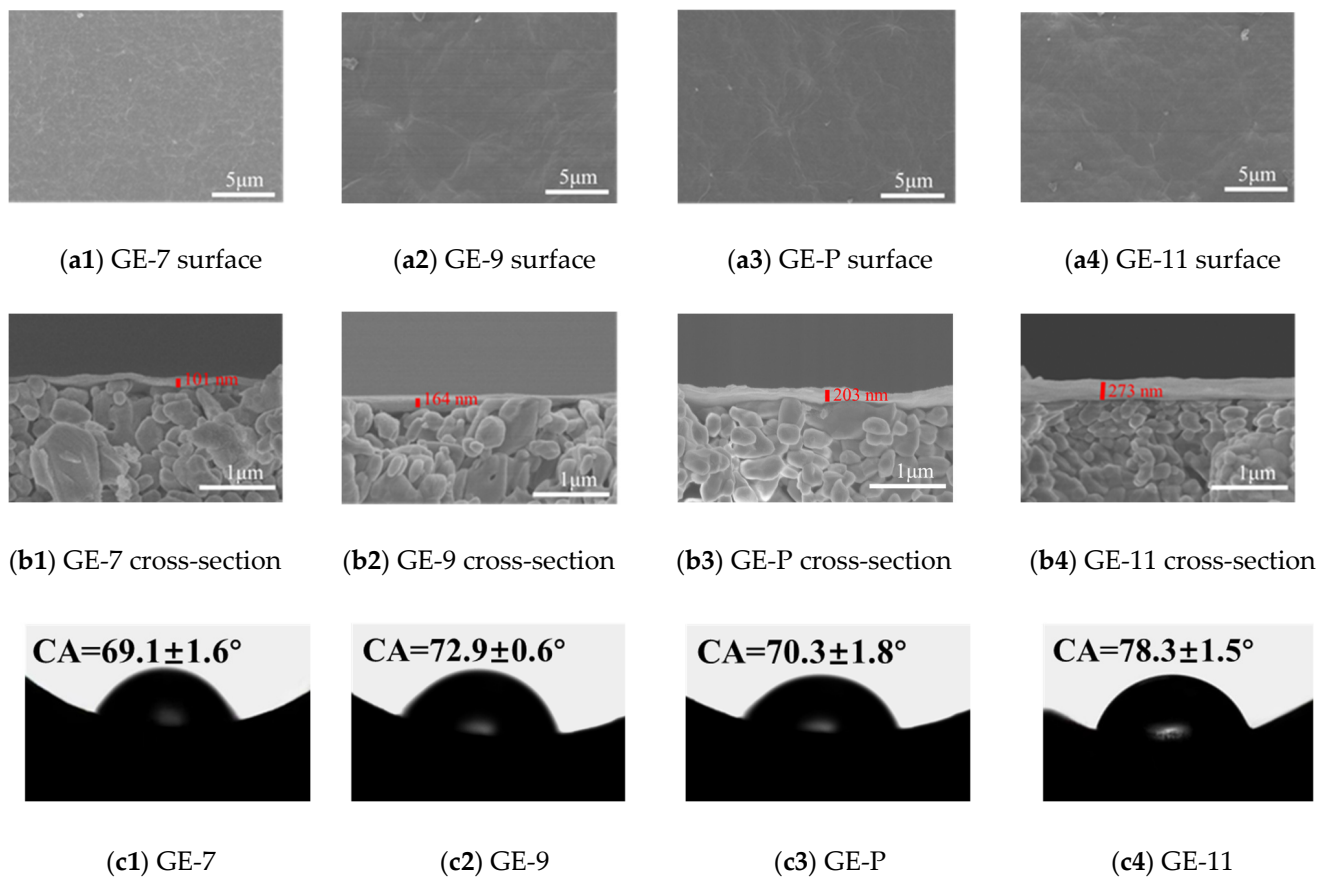 5μm
5μm
5μm
5μm
(a1) GE-7 surface
(a2) GE-9 surface
(a3) GE-P surface
(a4) GE-11 surface
101 nm
164 nm
203 nm
273 nm
1μm
1μm
1μm
1μm
(b1) GE-7 cross-section
(b2) GE-9 cross-section
(b3) GE-P cross-section
(b4) GE-11 cross-section
CA=69.1±1.6°
CA=72.9±0.6°
CA=70.3±1.8°
CA=78.3±1.5°
(c1) GE-7
(c2) GE-9
(c3) GE-P
(c4) GE-11